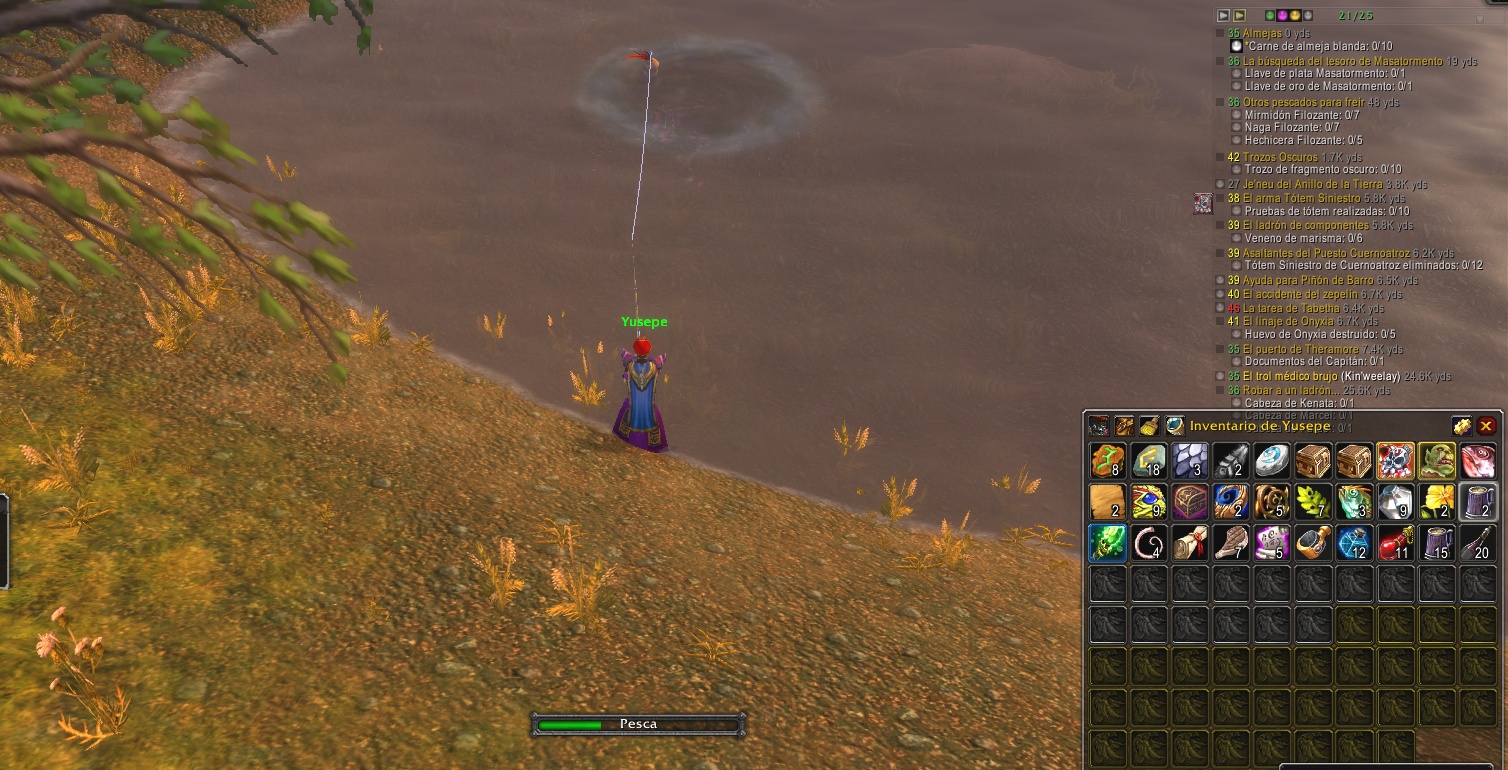 21/25
35 Almejas 0 yds
*Carne de almeja blanda: 0/10
36 La búsqueda del tesoro de Masatormento 19 yds
Llave de plata Masatormento: 0/1
Llave de oro de Masatormento: 0/1
36 Otros pescados para freír 48 yds
Mirmidón Filozante: 0/7
Naga Filozante: 0/7
Hechicera Filozante: 0/5
42 Trozos Oscuros 1.7K yds
Trozo de fragmento oscuro: 0/10
27 Je'neu del Anillo de la Tierra 3.8K yds
38 El arma Tótem Siniestro 5.8K yds
Pruebas de tótem realizadas: 0/10
39 El ladrón de componentes 5.8K yds
Veneno de marisma: 0/6
39 Asaltantes del Puesto Cuernoatroz 6.2K yds
Tótem Siniestro de Cuernoatroz eliminados: 0/12
39 Ayuda para Piñón de Barro 6.5K yds
40 El accidente del zepelín 6.7K yds
La tarea de Tabetha 6.4K yds
41 El linaje de Onyxia 6.7K yds
Huevo de Onyxia destruido: 0/5
35 El puerto de Theramore 7.4K yds
Documentos del Capitán: 0/1
35 El trol médico brujo (Kin'weelay) 24.6K yds
36 Robar a un ladrón... 25.6K yds
Cabeza de Kenata: 0/1
Cabeza de Marcel: 0/1
Yusepe
Inventario de Yusepe
8 18 3 2
2 9 2 5 7 3 9 2 2
4 7 5 12 11 15 20
Pesca